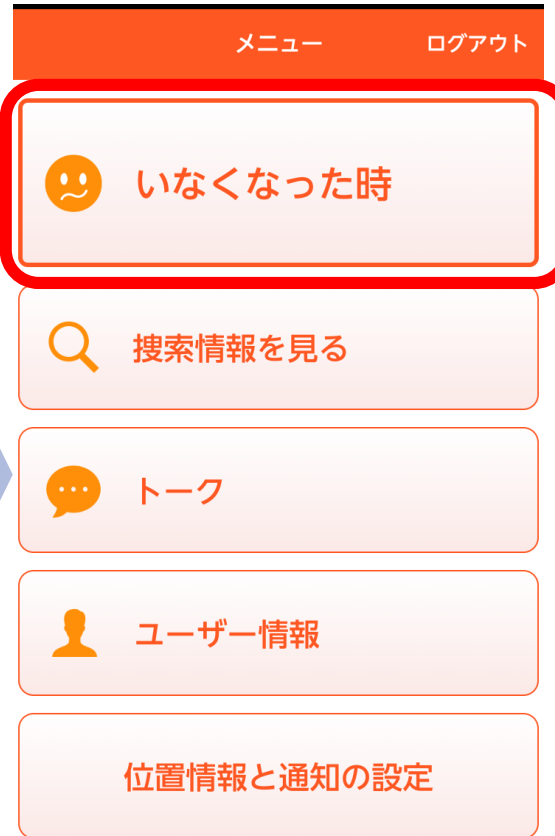 メニュー ログアウト
いなくなった時
捜索情報を見る
トーク
ユーザー情報
位置情報と通知の設定